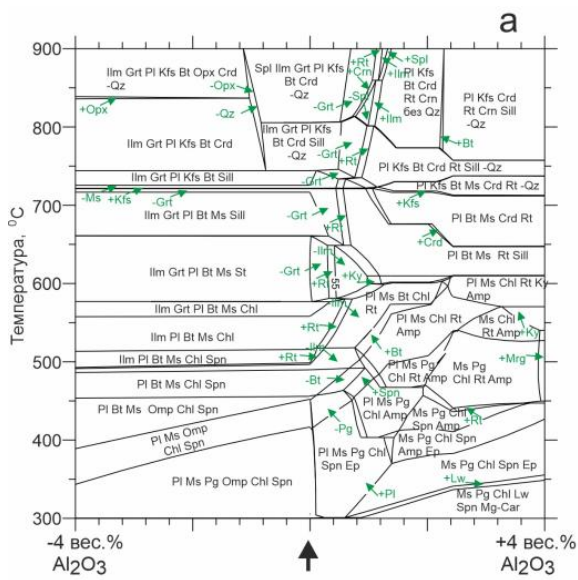 а
900
800
700
600
500
400
300
Температура, ⁰C
-4 вес.%
Al2O3
+4 вес.%
Al2O3
Ilm Grt Pl Kfs Bt Opx Crd
-Qz
-Opx
+Opx
-Qz
Spl Ilm Grt Pl Kfs
Bt Crd
-Qz
-Grt
+Rt
+Crn
+Spl
+Ilm
Pl Kfs
Bt Crd
Rt Crn
без Qz
+Ilm
Pl Kfs Crd
Rt Crn Sill
-Qz
+Bt
Ilm Grt Pl Kfs Bt Crd
Ilm Grt Pl Kfs
Bt Crd Sill
-Qz
-Grt
+Rt
Pl Kfs Bt Crd Rt Sill -Qz
Ilm Grt Pl Kfs Bt Sill
-Grt
Pl Kfs Bt Ms Crd Rt -Qz
-Ms
+Kfs
-Grt
+Kfs
Ilm Grt Pl Bt Ms Sill
-Grt
+Rt
Pl Bt Ms Crd Rt
+Crd
Pl Bt Ms Rt Sill
Ilm Grt Pl Bt Ms St
-Ilm
-Grt
+Rt
+Ky
Pl Ms Bt Chl
Rt
Pl Ms Chl Rt Ky
Amp
Ilm Grt Pl Bt Ms Chl
Pl Ms Chl Rt
Amp
Ms Chl
Rt Amp
+Ky
Ilm Pl Bt Ms Chl
+Rt
+Bt
+Mrg
Ilm Pl Bt Ms Chl Spn
+Rt
Pl Ms Pg
Chl Rt Amp
Ms Pg
Chl Rt Amp
Pl Bt Ms Chl Spn
-Bt
+Spn
Pl Bt Ms Omp Chl Spn
-Pg
Pl Ms Pg
Chl Amp
Ms Pg Chl
Spn Amp
+Rt
Pl Ms Omp
Chl Spn
Pl Ms Pg Chl
Spn Ep
Ms Pg Chl Spn
Amp Ep
Pl Ms Pg Omp Chl Spn
+Pl
Ms Pg Chl Spn Ep
+Lw
Ms Pg Chl Lw
Spn Mg-Car